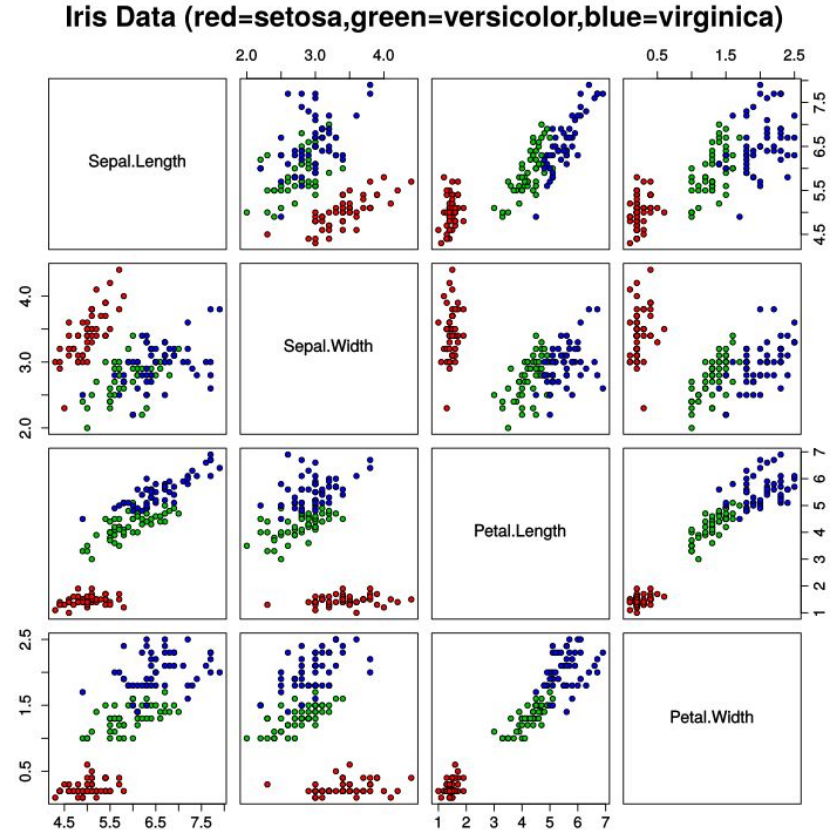 Iris Data (red=setosa,green=versicolor,blue=virginica)
2.0 3.0 4.0 0.5 1.5 2.5
Sepal.Length
4.5 5.5 6.5 7.5
2.0 3.0 4.0
Sepal.Width
Petal.Length
1 2 3 4 5 6 7
0.5 1.5 2.5
Petal.Width
4.5 5.5 6.5 7.5 1 2 3 4 5 6 7